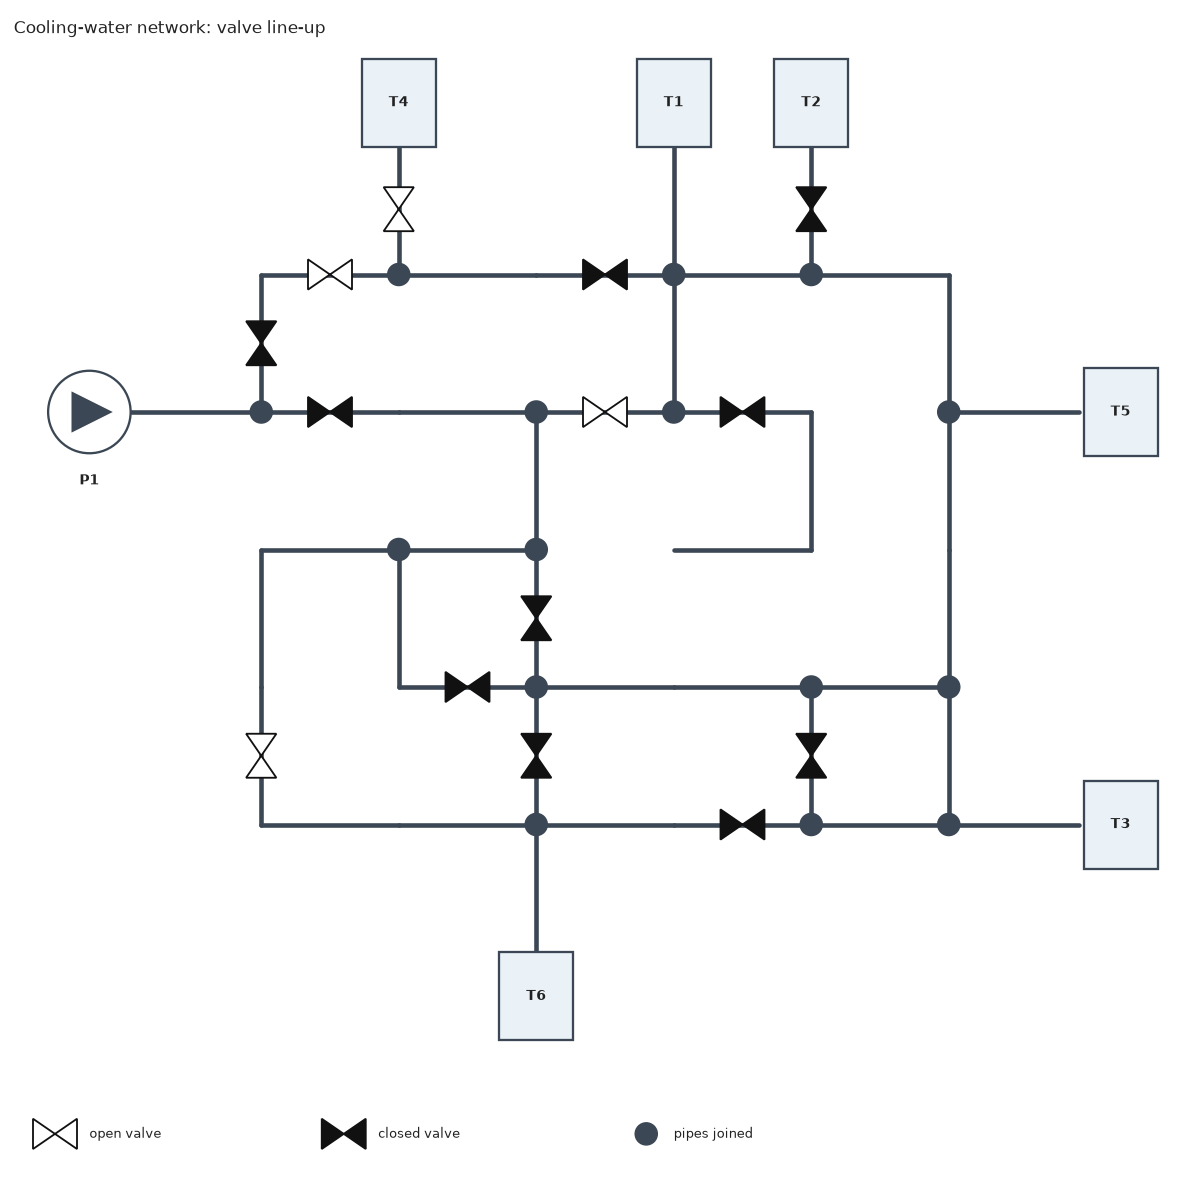 Cooling-water network: valve line-up
T4
T1
T2
T5
P1
T3
T6
open valve
closed valve
pipes joined